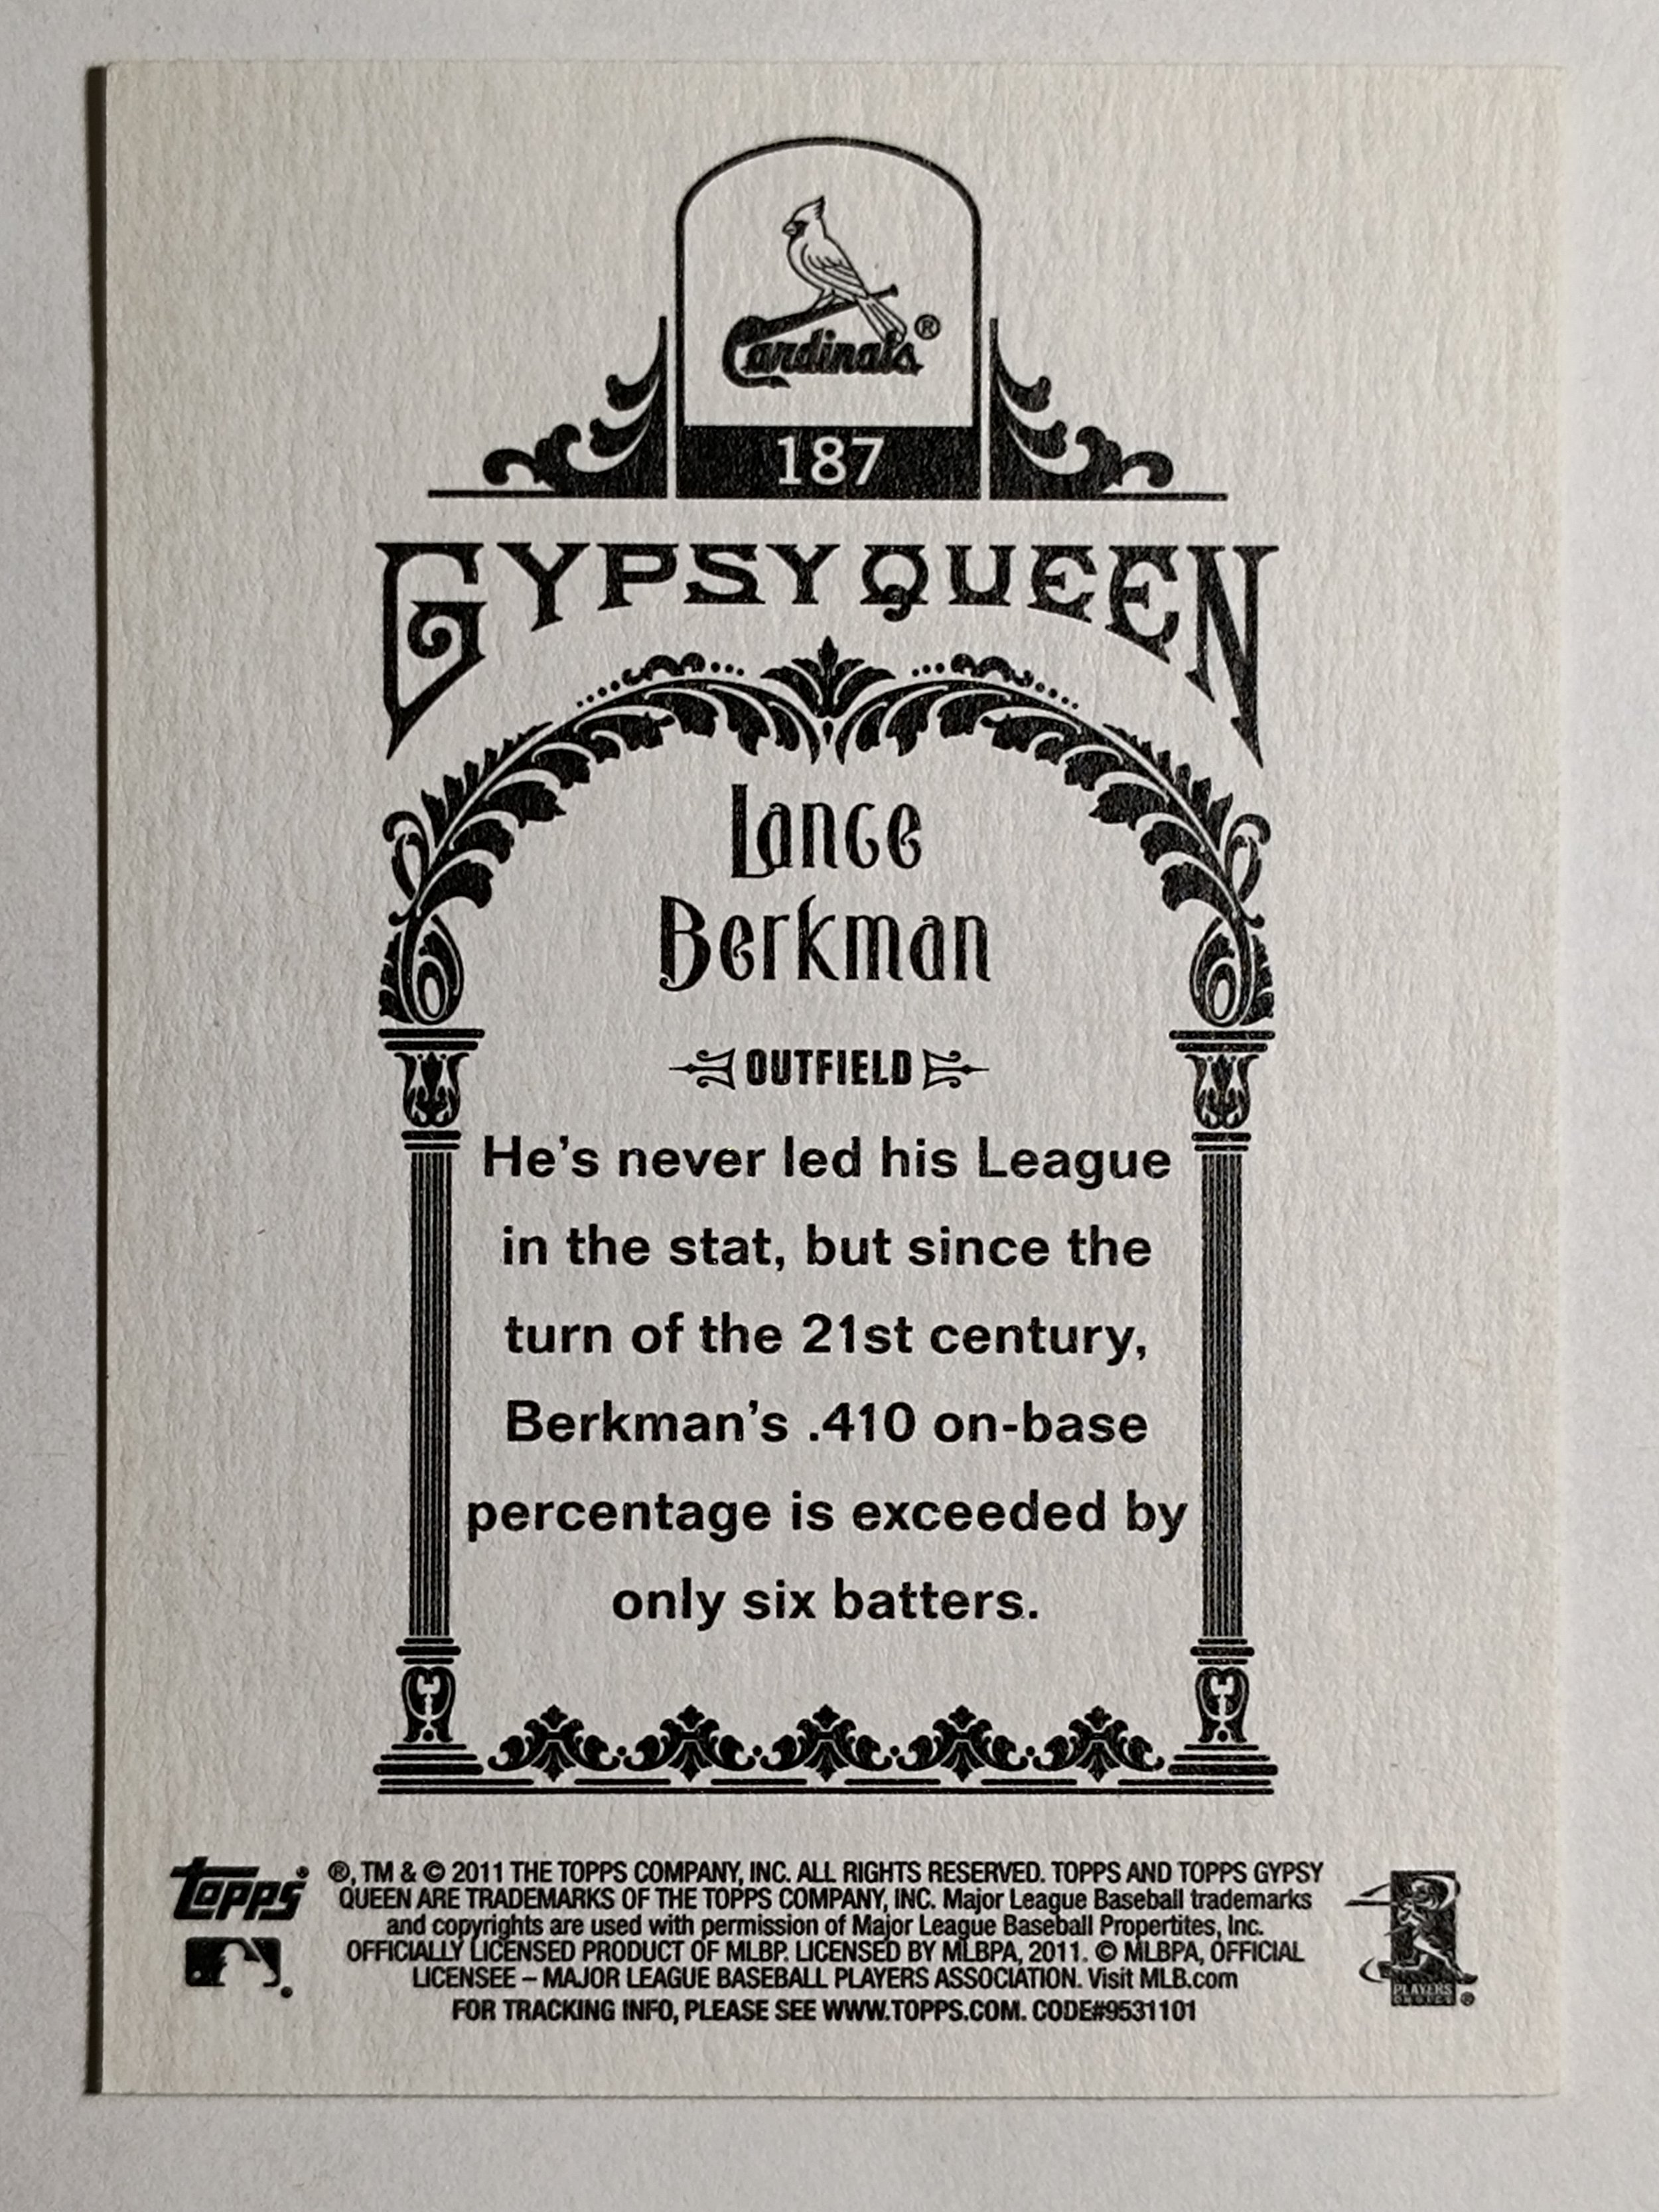 Cardinals®
187
GYPSY QUEEN
Lance
Berkman
OUTFIELD
He's never led his League
in the stat, but since the
turn of the 21st century,
Berkman's .410 on-base
percentage is exceeded by
only six batters.
Topps®
®, TM & © 2011 THE TOPPS COMPANY, INC. ALL RIGHTS RESERVED. TOPPS AND TOPPS GYPSY
QUEEN ARE TRADEMARKS OF THE TOPPS COMPANY, INC. Major League Baseball trademarks
and copyrights are used with permission of Major League Baseball Propertites, Inc.
OFFICIALLY LICENSED PRODUCT OF MLBP. LICENSED BY MLBPA, 2011. © MLBPA, OFFICIAL
LICENSEE – MAJOR LEAGUE BASEBALL PLAYERS ASSOCIATION. Visit MLB.com
FOR TRACKING INFO, PLEASE SEE WWW.TOPPS.COM. CODE#9531101
PLAYERS